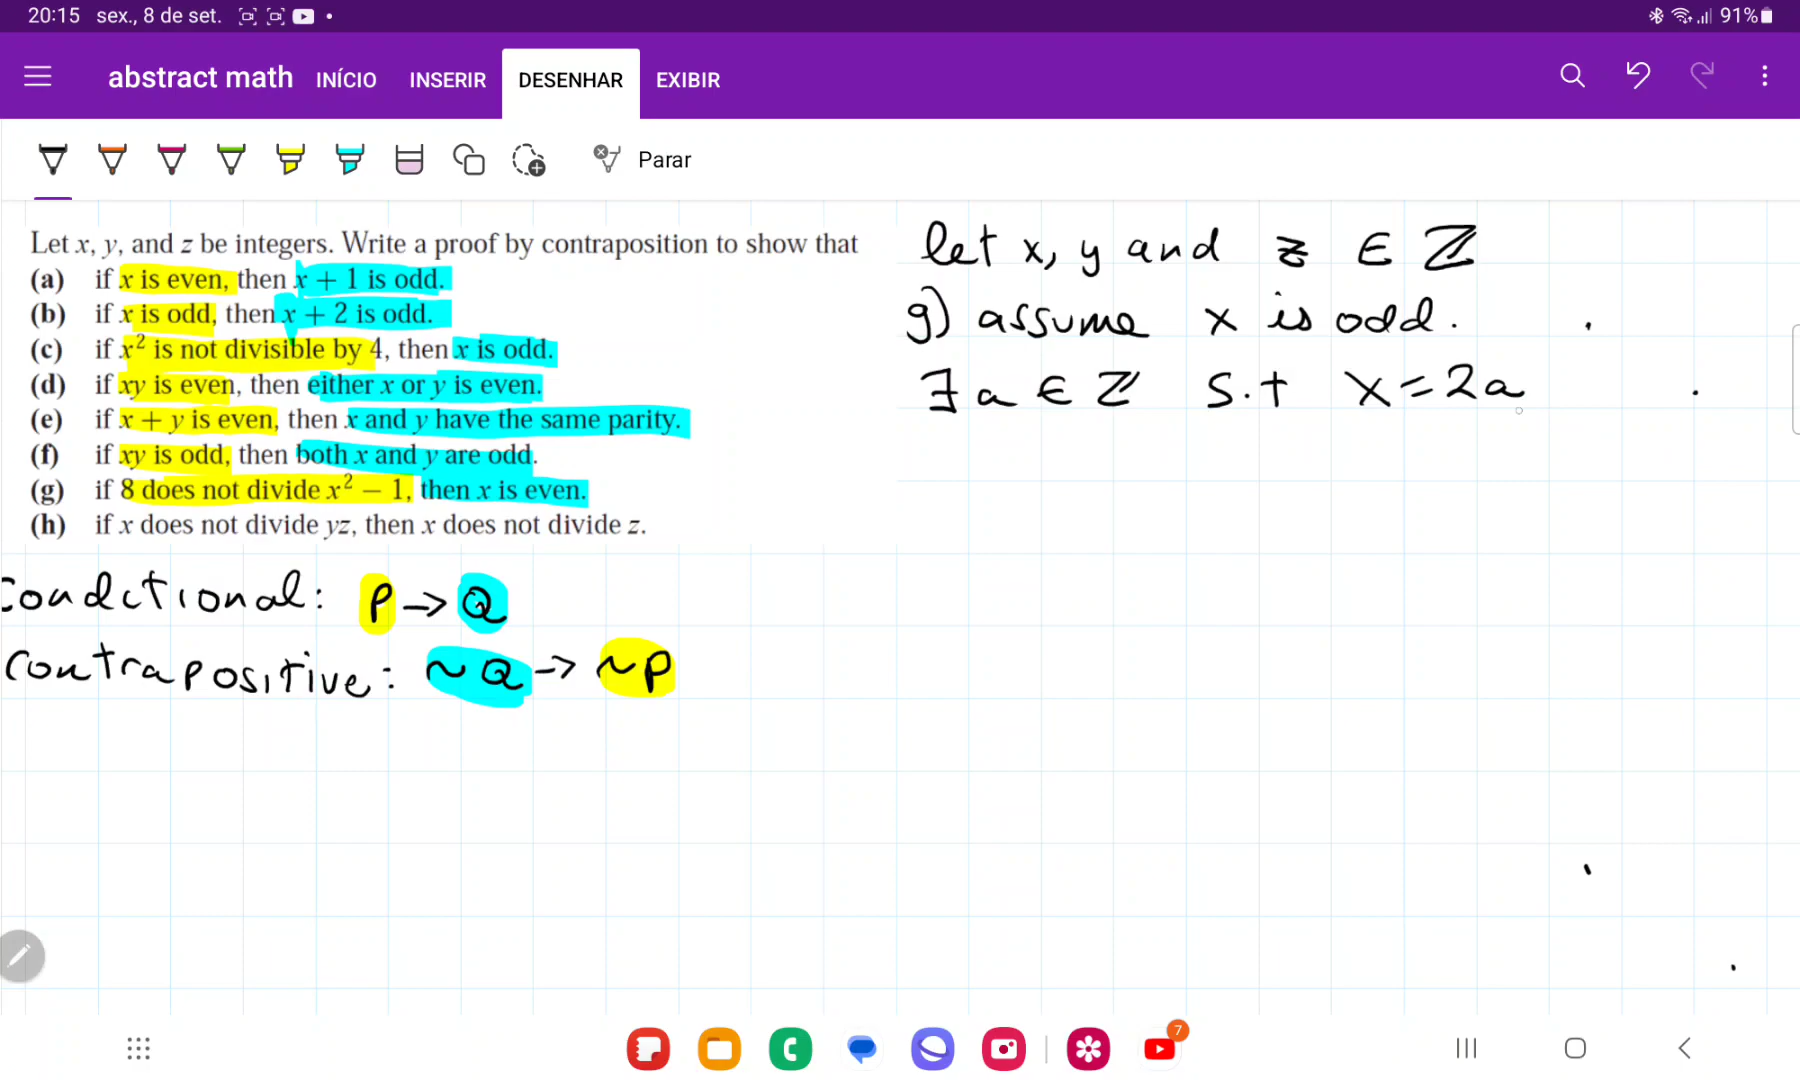 20:15 sex., 8 de set. 91%
abstract math INÍCIO INSERIR DESENHAR EXIBIR
Parar
Let x, y, and z be integers. Write a proof by contraposition to show that
(a) if x is even, then x + 1 is odd.
(b) if x is odd, then x + 2 is odd.
(c) if x² is not divisible by 4, then x is odd.
(d) if xy is even, then either x or y is even.
(e) if x + y is even, then x and y have the same parity.
(f) if xy is odd, then both x and y are odd.
(g) if 8 does not divide x² − 1, then x is even.
(h) if x does not divide yz, then x does not divide z.
Conditional: P → Q
Contrapositive: ~Q → ~P
let x, y and z ∈ ℤ
g) assume x is odd.
∃ a ∈ ℤ s.t x = 2a
7